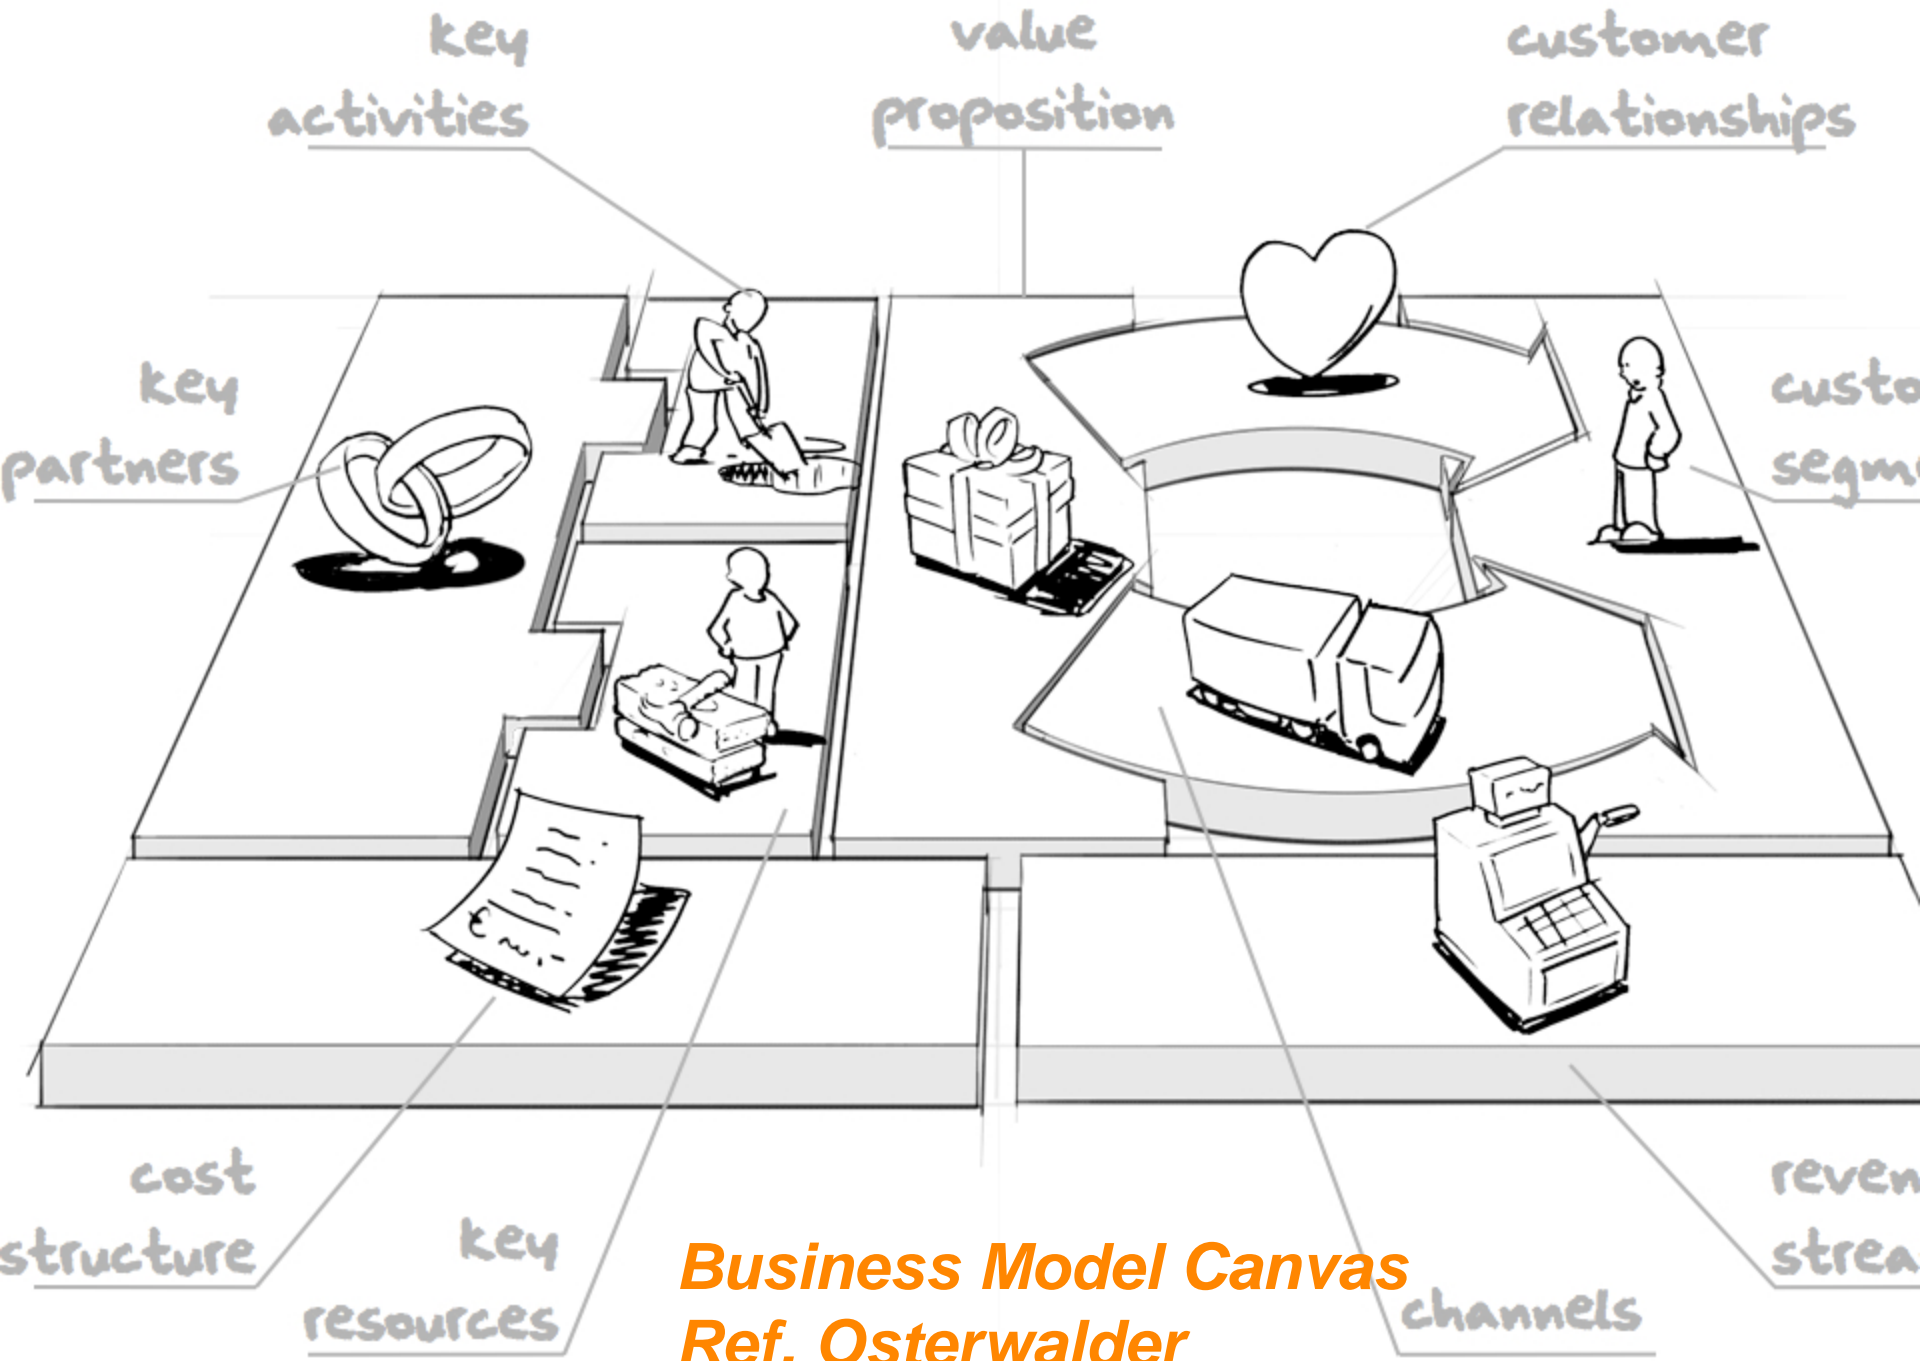 key
activities
value
proposition
customer
relationships
key
partners
custo
segme
cost
structure
key
resources
Business Model Canvas
Ref. Osterwalder
channels
reven
strea
€